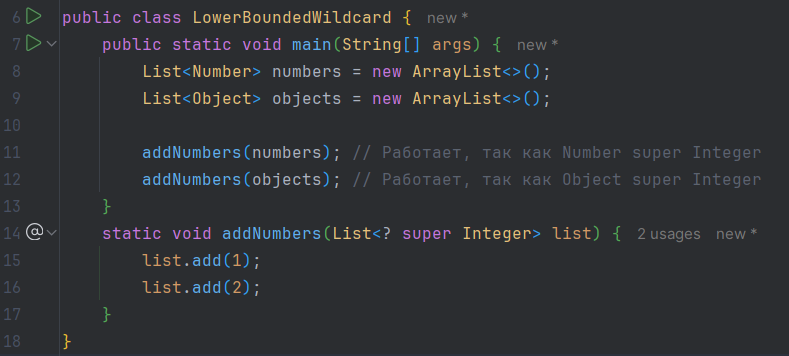 6 public class LowerBoundedWildcard { new *
7 public static void main(String[] args) { new *
8 List<Number> numbers = new ArrayList<>();
9 List<Object> objects = new ArrayList<>();
10
11 addNumbers(numbers); // Работает, так как Number super Integer
12 addNumbers(objects); // Работает, так как Object super Integer
13 }
14 @ static void addNumbers(List<? super Integer> list) { 2 usages new *
15 list.add(1);
16 list.add(2);
17 }
18 }